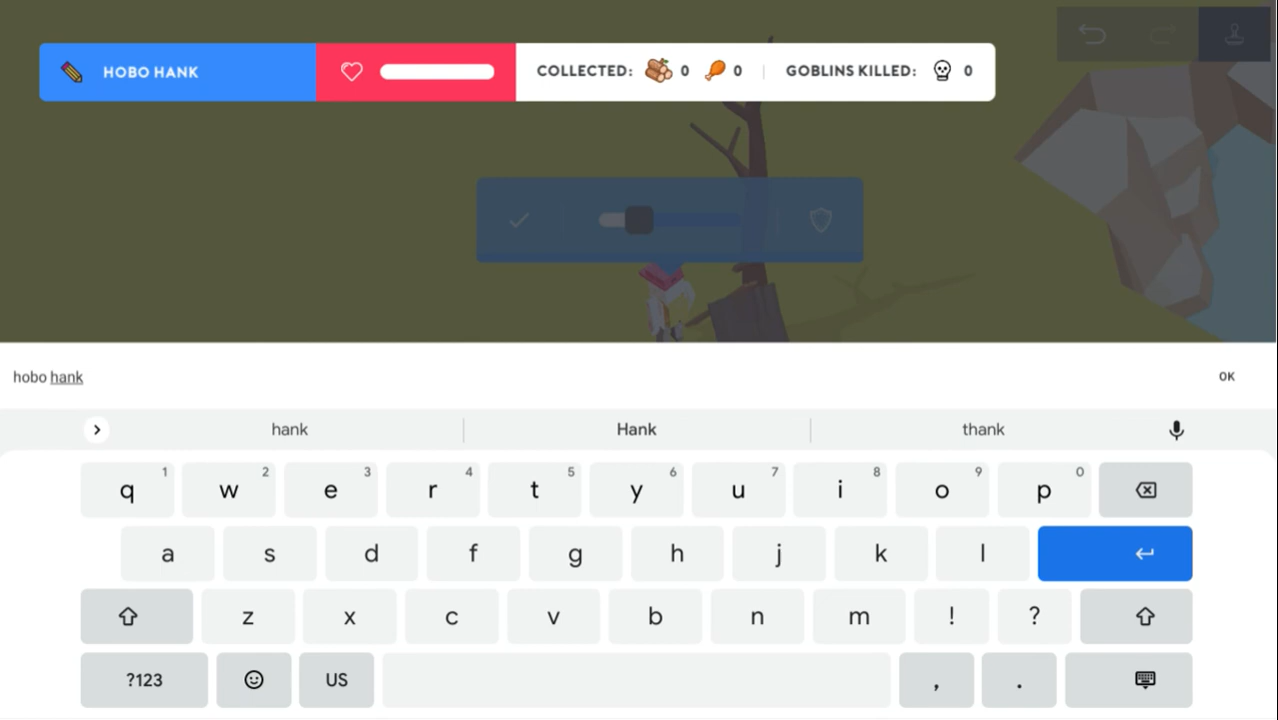 HOBO HANK
COLLECTED: 0 0 GOBLINS KILLED: 0
hobo hank
OK
hank Hank thank
q 1 w 2 e 3 r 4 t 5 y 6 u 7 i 8 o 9 p 0
a s d f g h j k l
z x c v b n m ! ?
?123 US , .